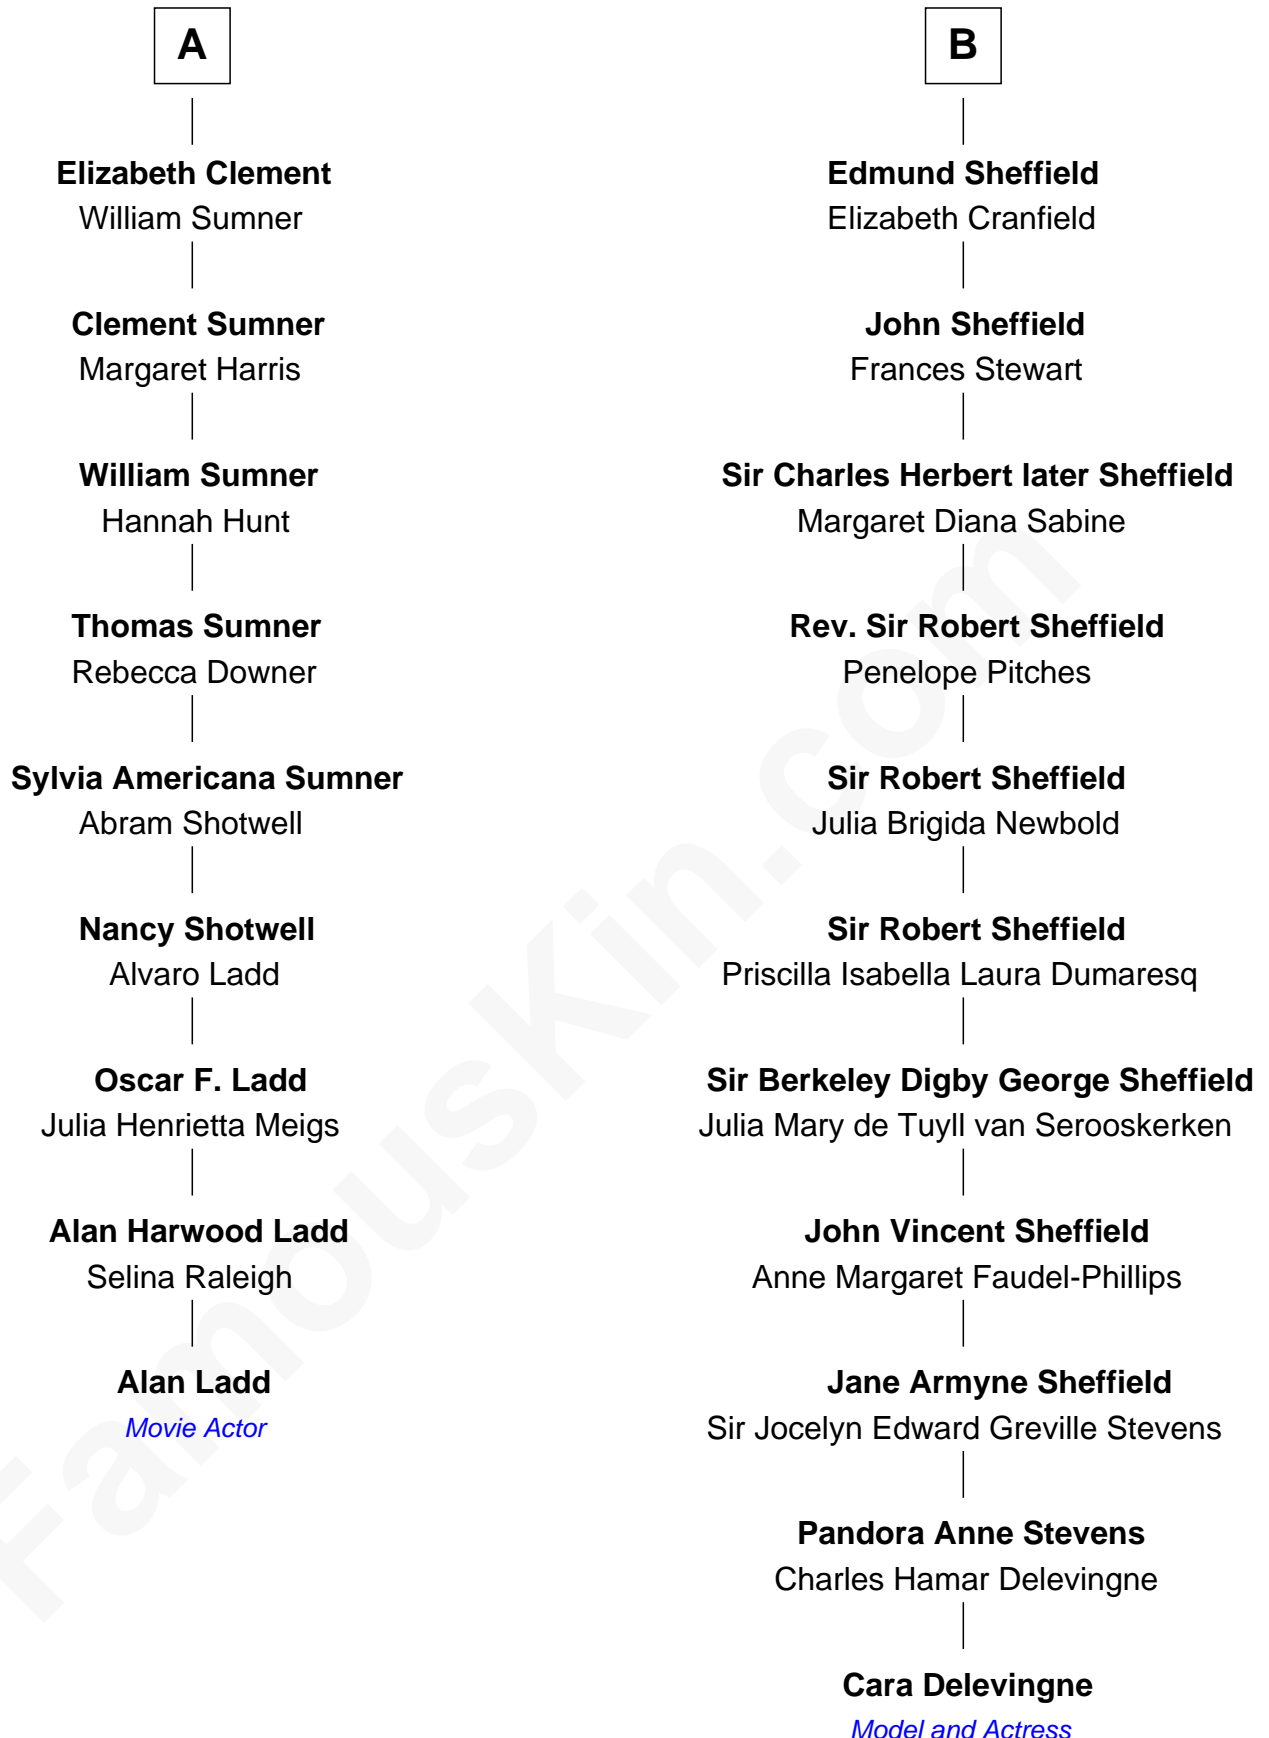 A
Elizabeth Clement
William Sumner
Clement Sumner
Margaret Harris
William Sumner
Hannah Hunt
Thomas Sumner
Rebecca Downer
Sylvia Americana Sumner
Abram Shotwell
Nancy Shotwell
Alvaro Ladd
Oscar F. Ladd
Julia Henrietta Meigs
Alan Harwood Ladd
Selina Raleigh
Alan Ladd
Movie Actor
B
Edmund Sheffield
Elizabeth Cranfield
John Sheffield
Frances Stewart
Sir Charles Herbert later Sheffield
Margaret Diana Sabine
Rev. Sir Robert Sheffield
Penelope Pitches
Sir Robert Sheffield
Julia Brigida Newbold
Sir Robert Sheffield
Priscilla Isabella Laura Dumaresq
Sir Berkeley Digby George Sheffield
Julia Mary de Tuyll van Serooskerken
John Vincent Sheffield
Anne Margaret Faudel-Phillips
Jane Armyne Sheffield
Sir Jocelyn Edward Greville Stevens
Pandora Anne Stevens
Charles Hamar Delevingne
Cara Delevingne
Model and Actress
FamousKin.com